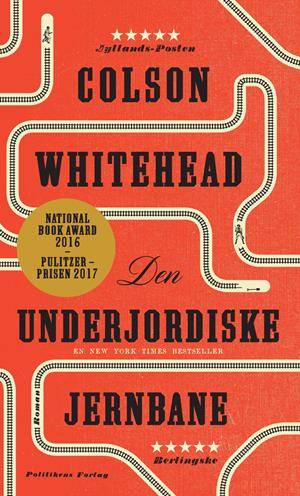 ★★★★★
Jyllands-Posten
COLSON
WHITEHEAD
NATIONAL
BOOK AWARD
2016
–
PULITZER –
PRISEN 2017
Den
UNDERJORDISKE
EN NEW YORK TIMES BESTSELLER
JERNBANE
Roman
★★★★★
Berlingske
Politikens Forlag